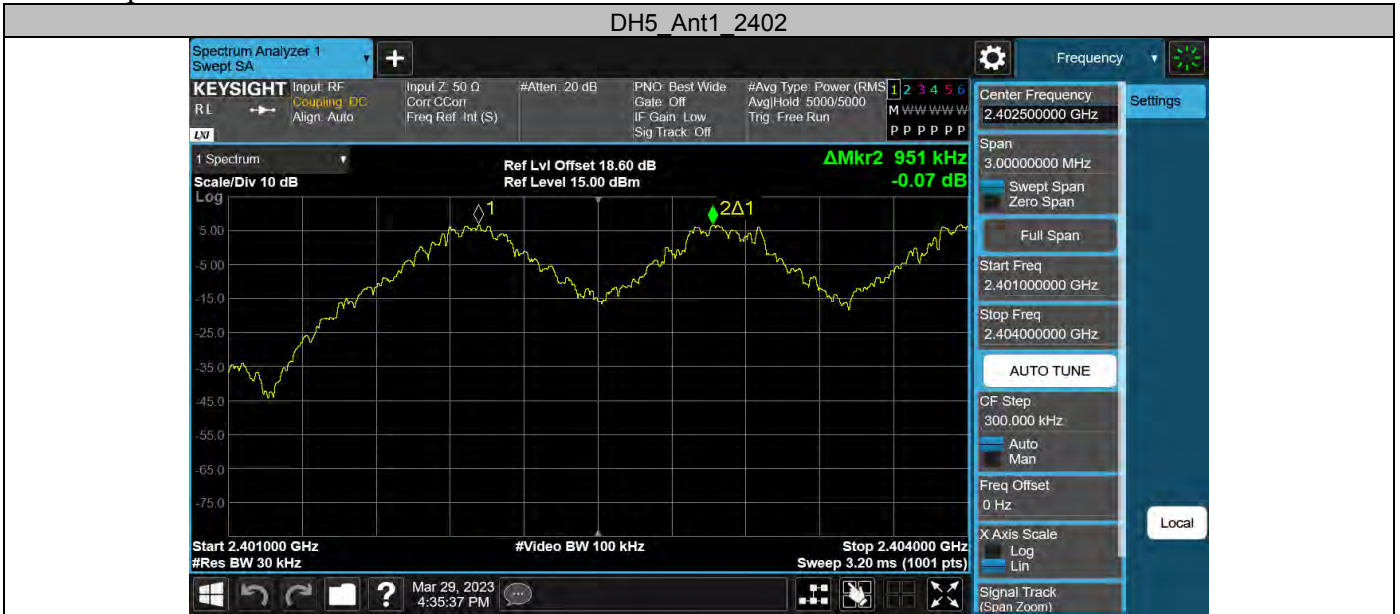 DH5_Ant1_2402
Spectrum Analyzer 1
Swept SA
Frequency
KEYSIGHT
RL
LXI
Input: RF
Coupling: DC
Align: Auto
Input Z: 50 Ω
Corr CCorr
Freq Ref: Int (S)
#Atten: 20 dB
PNO: Best Wide
Gate: Off
IF Gain: Low
Sig Track: Off
#Avg Type: Power (RMS
Avg|Hold: 5000/5000
Trig: Free Run
1 2 3 4 5 6
M W W W W W
P P P P P P
1 Spectrum
Scale/Div 10 dB
Ref Lvl Offset 18.60 dB
Ref Level 15.00 dBm
ΔMkr2 951 kHz
-0.07 dB
Log
1
2Δ1
5.00
-5.00
-15.0
-25.0
-35.0
-45.0
-55.0
-65.0
-75.0
Start 2.401000 GHz
#Video BW 100 kHz
Stop 2.404000 GHz
#Res BW 30 kHz
Sweep 3.20 ms (1001 pts)
Mar 29, 2023
4:35:37 PM
Center Frequency
2.402500000 GHz
Settings
Span
3.00000000 MHz
Swept Span
Zero Span
Full Span
Start Freq
2.401000000 GHz
Stop Freq
2.404000000 GHz
AUTO TUNE
CF Step
300.000 kHz
Auto
Man
Freq Offset
0 Hz
X Axis Scale
Log
Lin
Local
Signal Track
(Span Zoom)